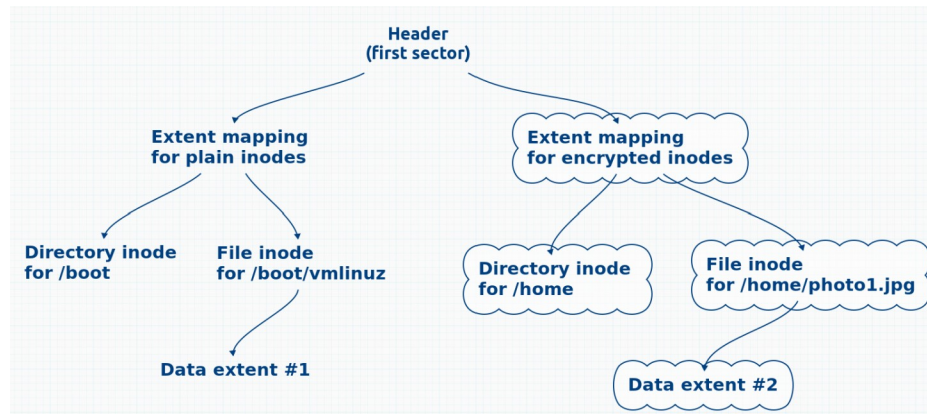 Header
(first sector)
Extent mapping
for plain inodes
Extent mapping
for encrypted inodes
Directory inode
for /boot
File inode
for /boot/vmlinuz
Directory inode
for /home
File inode
for /home/photo1.jpg
Data extent #1
Data extent #2